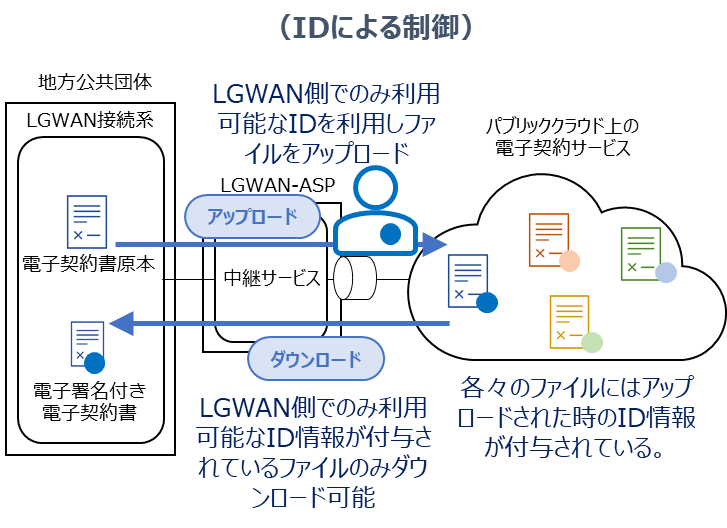 （IDによる制御）
地方公共団体
LGWAN接続系
LGWAN側でのみ利用
可能なIDを利用しファ
イルをアップロード
パブリッククラウド上の
電子契約サービス
LGWAN-ASP
アップロード
電子契約書原本
中継サービス
ダウンロード
電子署名付き
電子契約書
LGWAN側でのみ利用
可能なID情報が付与さ
れているファイルのみダウ
ンロード可能
各々のファイルにはアップ
ロードされた時のID情報
が付与されている。